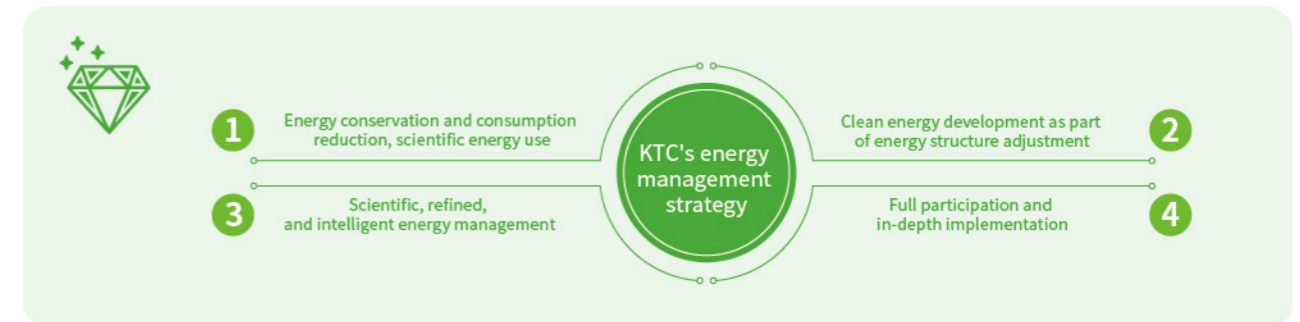 KTC's energy
management
strategy
1
Energy conservation and consumption
reduction, scientific energy use
2
Clean energy development as part
of energy structure adjustment
3
Scientific, refined,
and intelligent energy management
4
Full participation and
in-depth implementation